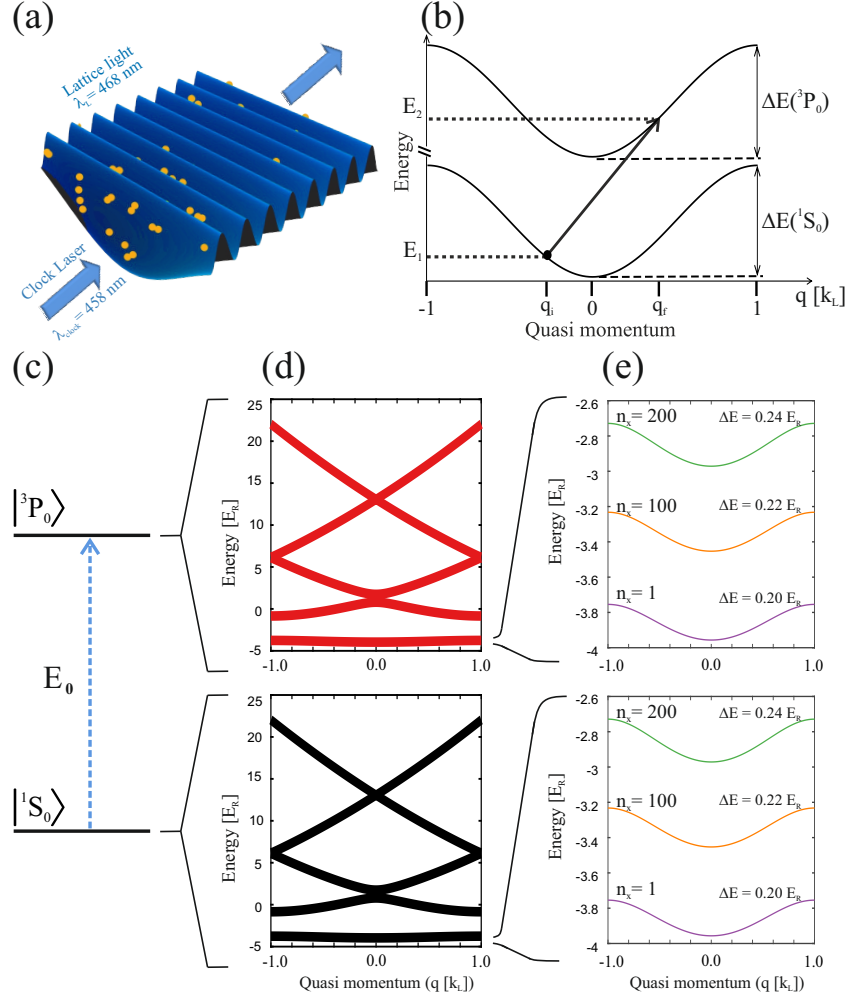 (a)
Lattice light
λL = 468 nm
Clock Laser
λclock = 458 nm
(b)
Energy
E2
E1
ΔE(3P0)
ΔE(1S0)
-1
qi
0
qf
1
q [kL]
Quasi momentum
(c)
|3P0⟩
E0
|1S0⟩
(d)
Energy [ER]
25
20
15
10
5
0
-5
-1.0
0.0
1.0
Energy [ER]
25
20
15
10
5
0
-5
-1.0
0.0
1.0
Quasi momentum (q [kL])
(e)
Energy [ER]
-2.6
-2.8
-3
-3.2
-3.4
-3.6
-3.8
-4
nx= 200
ΔE = 0.24 ER
nx= 100
ΔE = 0.22 ER
nx= 1
ΔE = 0.20 ER
-1.0
0.0
1.0
Energy [ER]
-2.6
-2.8
-3
-3.2
-3.4
-3.6
-3.8
-4
nx= 200
ΔE = 0.24 ER
nx= 100
ΔE = 0.22 ER
nx= 1
ΔE = 0.20 ER
-1.0
0.0
1.0
Quasi momentum (q [kL])